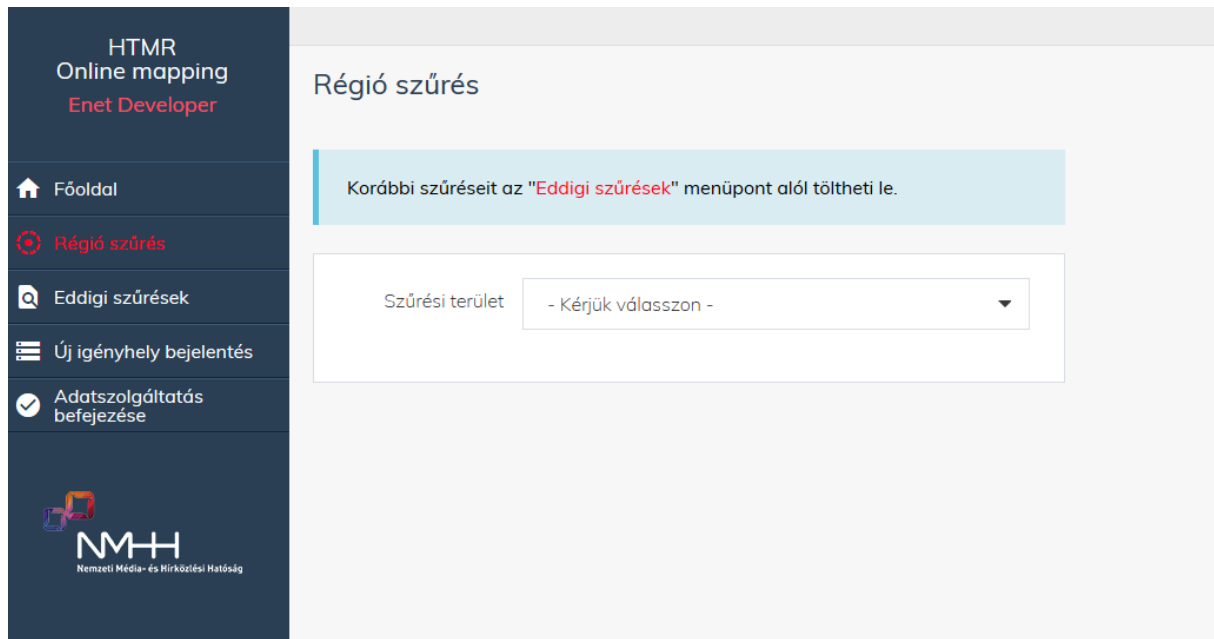 HTMR
Online mapping
Enet Developer
Főoldal
Régió szűrés
Eddigi szűrések
Új igényhely bejelentés
Adatszolgáltatás
befejezése
NMHH
Nemzeti Média- és Hírközlési Hatóság
Régió szűrés
Korábbi szűréseit az "Eddigi szűrések" menüpont alól töltheti le.
Szűrési terület
- Kérjük válasszon -